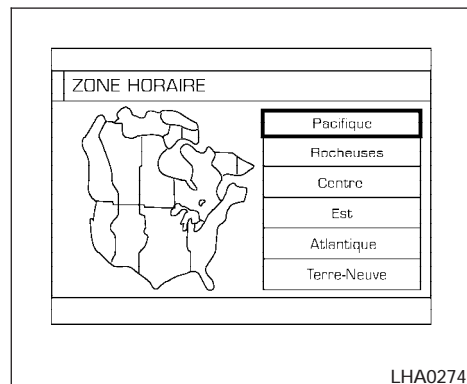 ZONE HORAIRE
Pacifique
Rocheuses
Centre
Est
Atlantique
Terre-Neuve
LHA0274